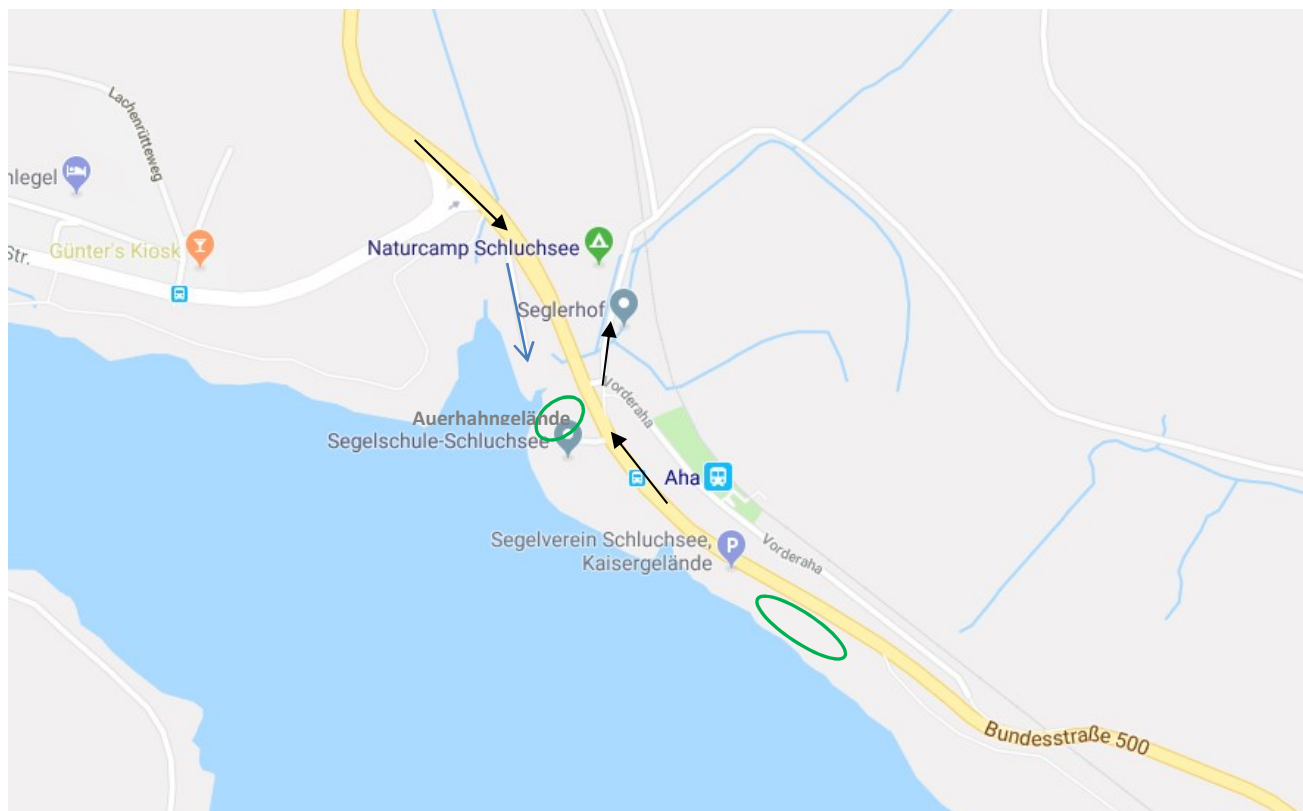 Lachenrütteweg
hlegel
Günter's Kiosk
Str.
Naturcamp Schluchsee
Seglerhof
Vorderaha
Auerhahngelände
Segelschule-Schluchsee
Aha
Segelverein Schluchsee,
Kaisergelände
P
Vorderaha
Bundesstraße 500